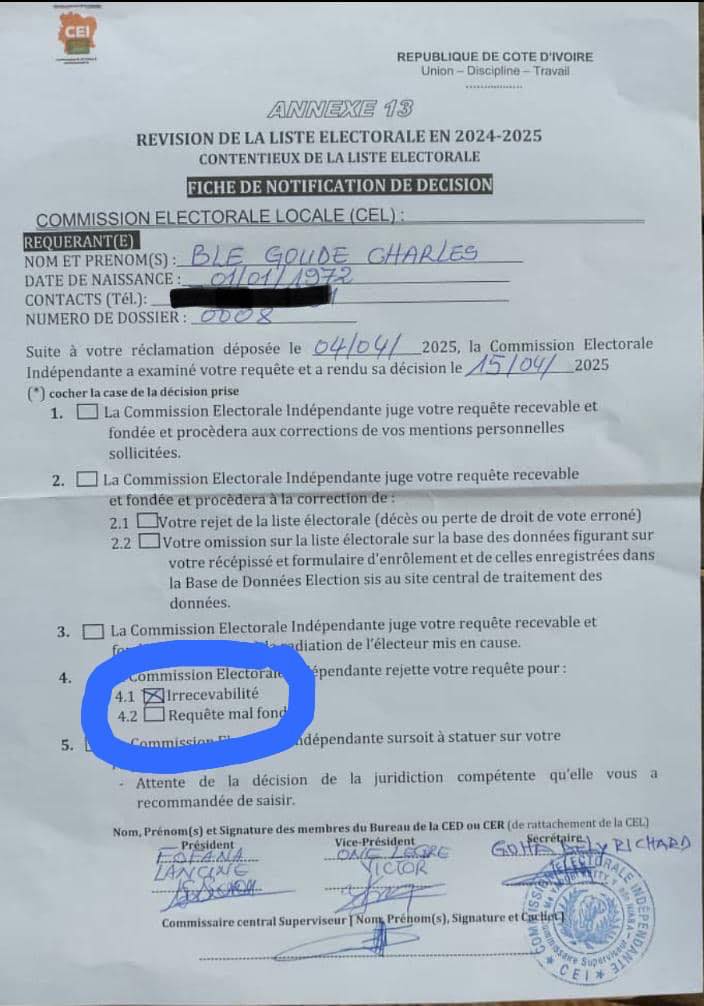 CEI
REPUBLIQUE DE COTE D'IVOIRE
Union – Discipline – Travail
ANNEXE 13
REVISION DE LA LISTE ELECTORALE EN 2024-2025
CONTENTIEUX DE LA LISTE ELECTORALE
FICHE DE NOTIFICATION DE DECISION
COMMISSION ELECTORALE LOCALE (CEL) :
REQUERANT(E)
NOM ET PRENOM(S) : BLE GOUDE CHARLES
DATE DE NAISSANCE : 01/01/1972
CONTACTS (Tél.):
NUMERO DE DOSSIER : 0008
Suite à votre réclamation déposée le 04/04/ 2025, la Commission Electorale
Indépendante a examiné votre requête et a rendu sa décision le 15/04/ 2025
(*) cocher la case de la décision prise
1. La Commission Electorale Indépendante juge votre requête recevable et
fondée et procèdera aux corrections de vos mentions personnelles
sollicitées.
2. La Commission Electorale Indépendante juge votre requête recevable
et fondée et procèdera à la correction de :
2.1 Votre rejet de la liste électorale (décès ou perte de droit de vote erroné)
2.2 Votre omission sur la liste électorale sur la base des données figurant sur
votre récépissé et formulaire d'enrôlement et de celles enregistrées dans
la Base de Données Election sis au site central de traitement des
données.
3. La Commission Electorale Indépendante juge votre requête recevable et
radiation de l'électeur mis en cause.
4. Commission Electorale Indépendante rejette votre requête pour :
4.1 Irrecevabilité
4.2 Requête mal fond
5. Commission Indépendante sursoit à statuer sur votre
- Attente de la décision de la juridiction compétente qu'elle vous a
recommandée de saisir.
Nom, Prénom(s) et Signature des membres du Bureau de la CED ou CER (de rattachement de la CEL)
Président Vice-Président Secrétaire
FOFANA LANCINE
VICTOR
RICHARD
Commissaire central Superviseur [ Nom, Prénom(s), Signature et Cachet]
COMMISSION ELECTORALE INDÉPENDANTE
Commissaire Superviseur
CEI